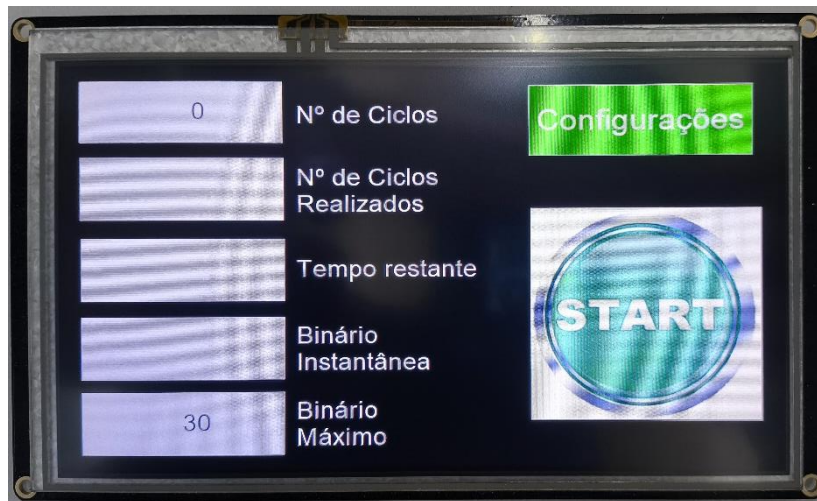 0
Nº de Ciclos
Configurações
Nº de Ciclos
Realizados
Tempo restante
START
Binário
Instantânea
30
Binário
Máximo